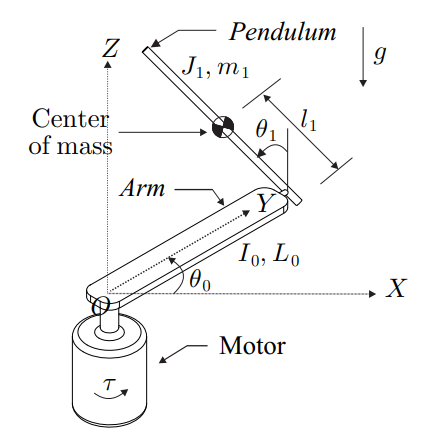 Pendulum
Z
g
J₁, m₁
Center
of mass
θ₁
l₁
Arm
Y
I₀, L₀
θ₀
X
O
Motor
τ